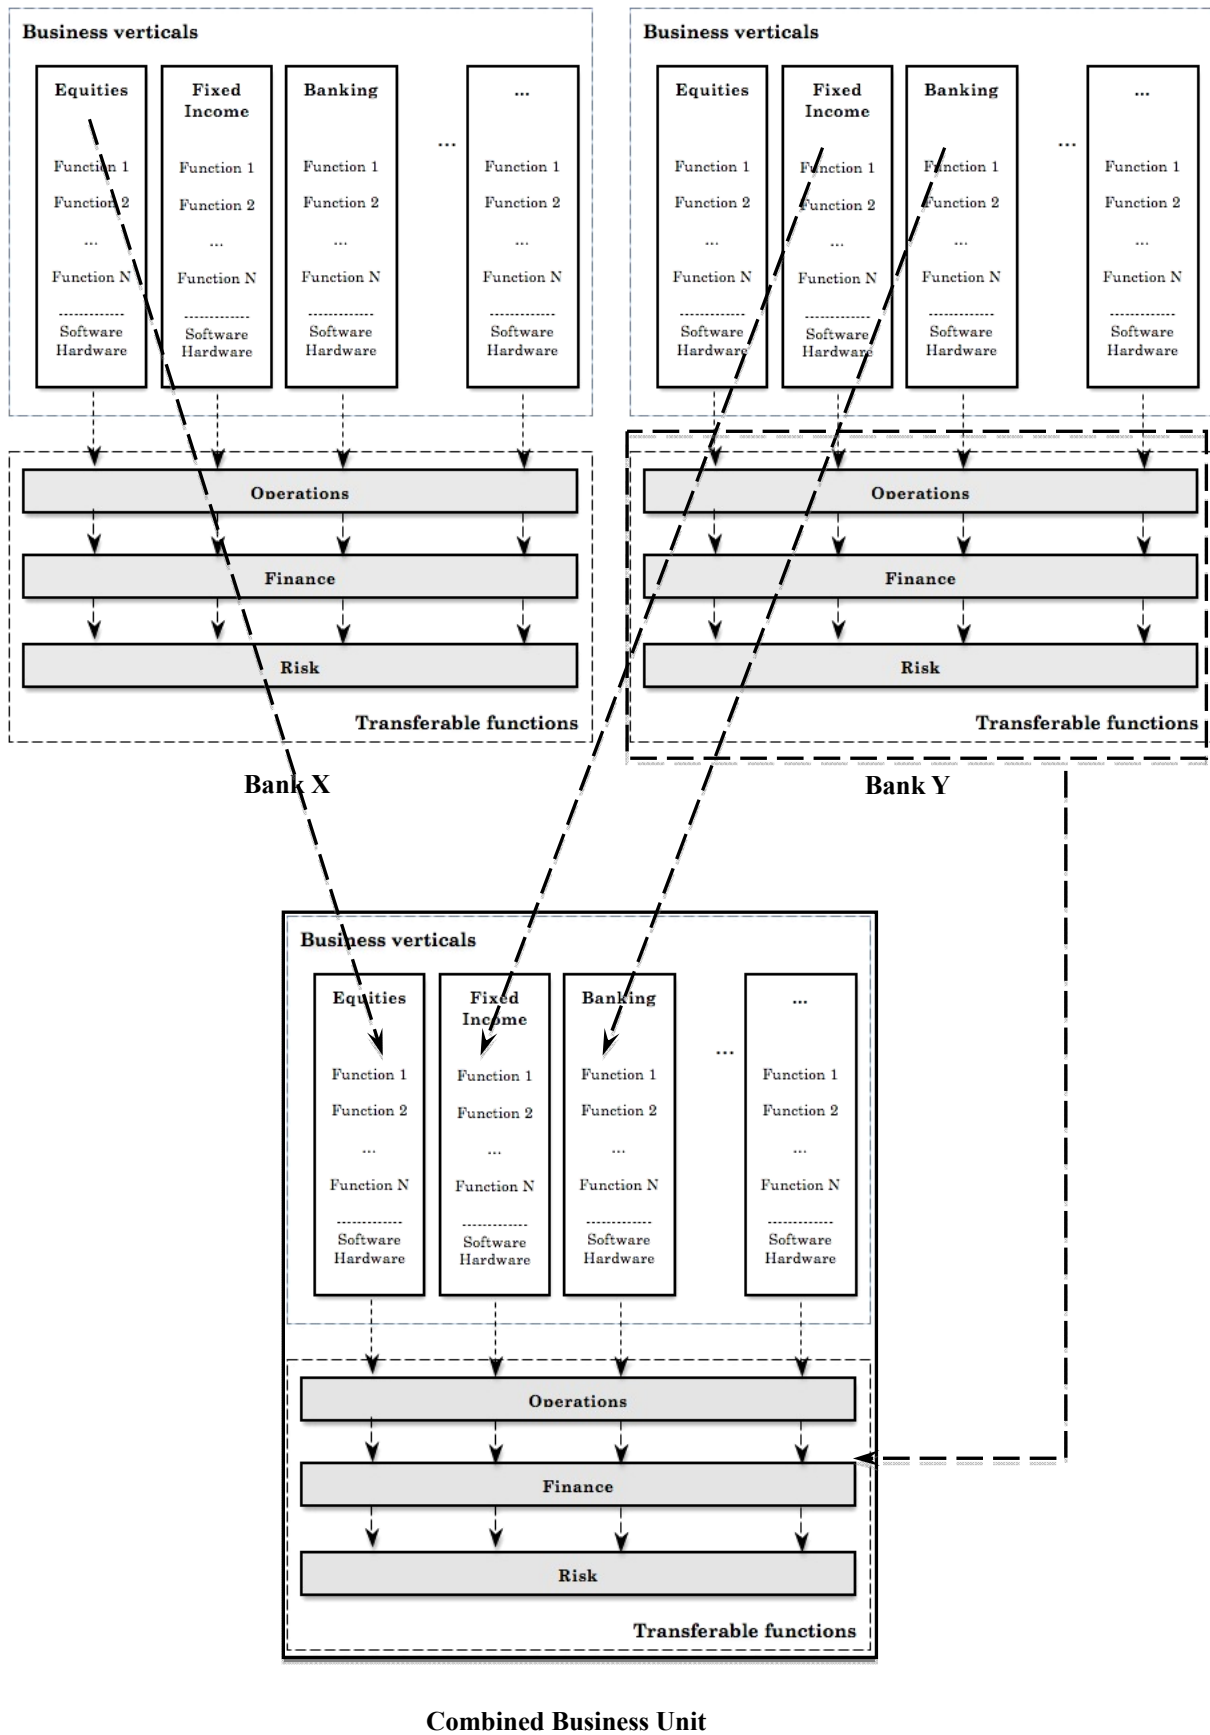 Business verticals
Equities
Function 1
Function 2
...
Function N
-------------
Software
Hardware
Fixed
Income
Function 1
Function 2
...
Function N
-------------
Software
Hardware
Banking
Function 1
Function 2
...
Function N
-------------
Software
Hardware
...
...
Function 1
Function 2
...
Function N
-------------
Software
Hardware
Operations
Finance
Risk
Transferable functions
Bank X
Business verticals
Equities
Function 1
Function 2
...
Function N
-------------
Software
Hardware
Fixed
Income
Function 1
Function 2
...
Function N
-------------
Software
Hardware
Banking
Function 1
Function 2
...
Function N
-------------
Software
Hardware
...
...
Function 1
Function 2
...
Function N
-------------
Software
Hardware
Operations
Finance
Risk
Transferable functions
Bank Y
Business verticals
Equities
Function 1
Function 2
...
Function N
-------------
Software
Hardware
Fixed
Income
Function 1
Function 2
...
Function N
-------------
Software
Hardware
Banking
Function 1
Function 2
...
Function N
-------------
Software
Hardware
...
...
Function 1
Function 2
...
Function N
-------------
Software
Hardware
Operations
Finance
Risk
Transferable functions
Combined Business Unit